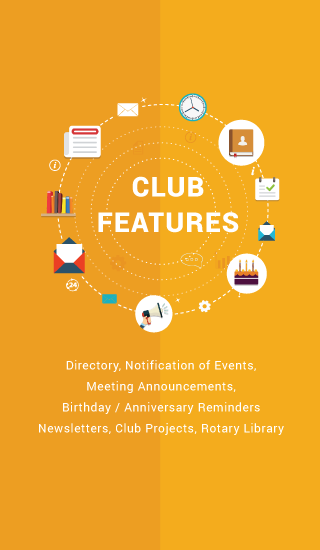 CLUB
FEATURES
Directory, Notification of Events,
Meeting Announcements,
Birthday / Anniversary Reminders
Newsletters, Club Projects, Rotary Library